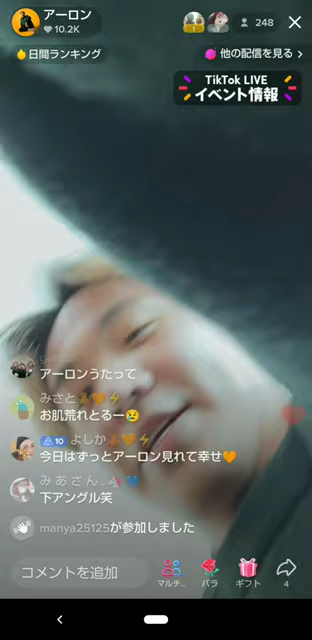 アーロン
10.2K
1
248
日間ランキング
他の配信を見る
TikTok LIVE
イベント情報
アーロンうたって
みさと🧡⚡
お肌荒れとるー😢
10 よしか🧡⚡
今日はずっとアーロン見れて幸せ🧡
みあさん.🦄💙
下アングル笑
manya25125が参加しました
コメントを追加
マルチ...
バラ
ギフト
4